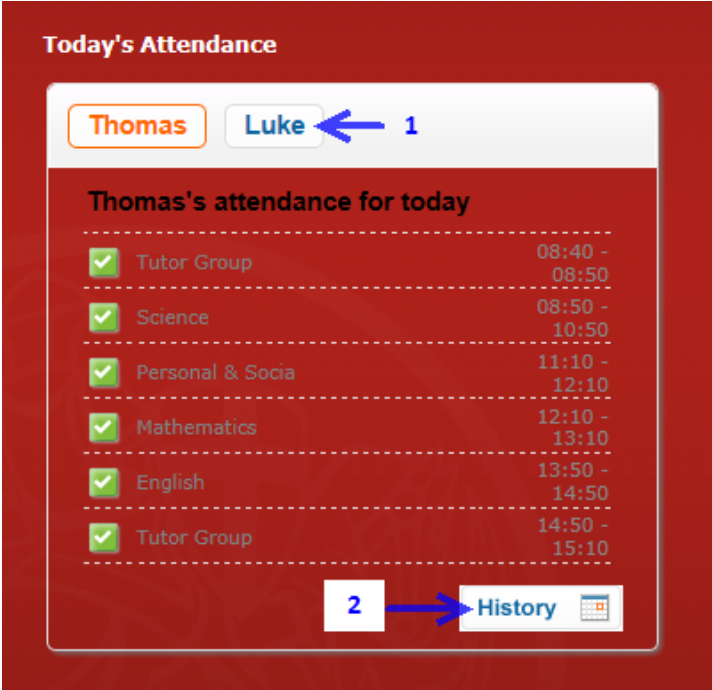 Today's Attendance
Thomas Luke 1
Thomas's attendance for today
Tutor Group 08:40 -
08:50
Science 08:50 -
10:50
Personal & Socia 11:10 -
12:10
Mathematics 12:10 -
13:10
English 13:50 -
14:50
Tutor Group 14:50 -
15:10
2 History